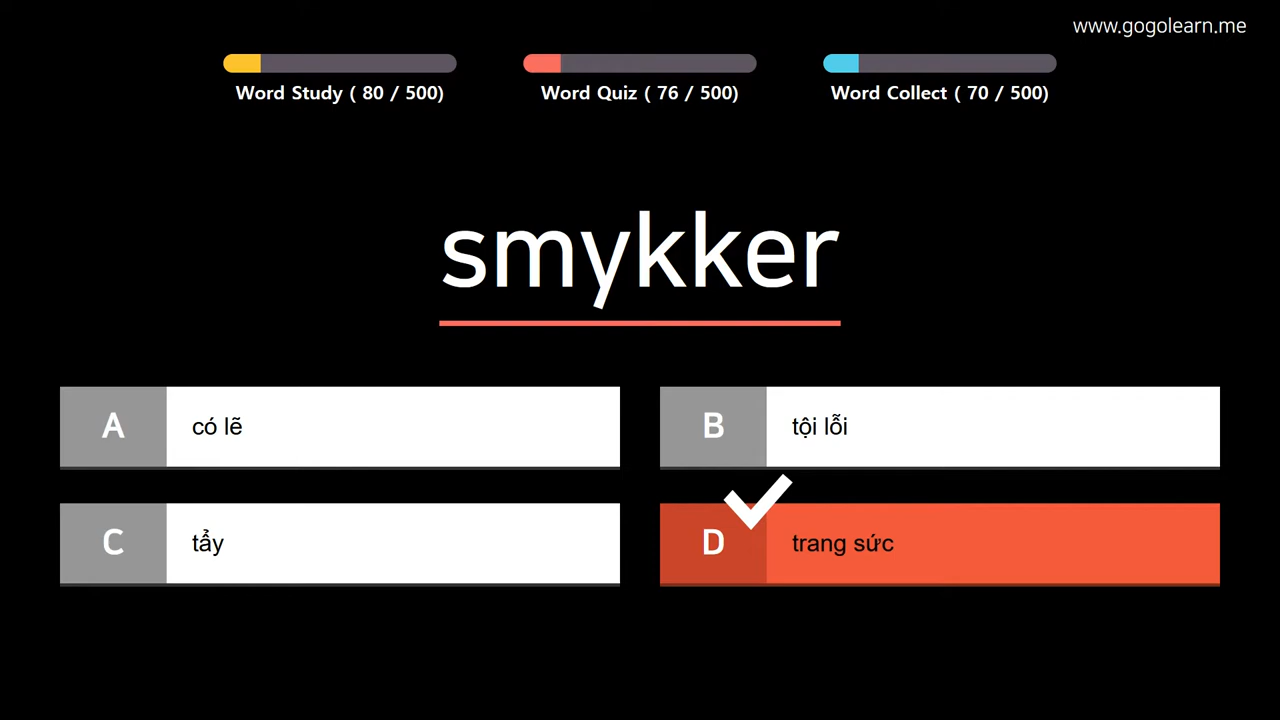 www.gogolearn.me
Word Study ( 80 / 500)
Word Quiz ( 76 / 500)
Word Collect ( 70 / 500)
smykker
A có lẽ
B tội lỗi
C tẩy
D trang sức